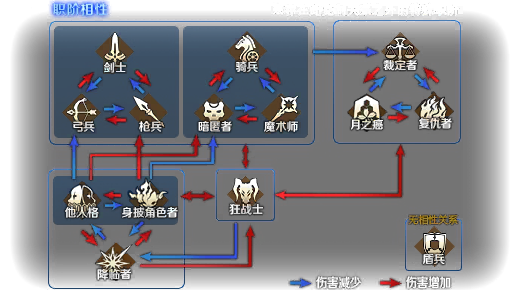 职阶相性
剑士
骑兵
裁定者
弓兵
枪兵
暗匿者
魔术师
月之癌
复仇者
他人格
身披角色者
狂战士
无相性关系
降临者
盾兵
伤害减少
伤害增加